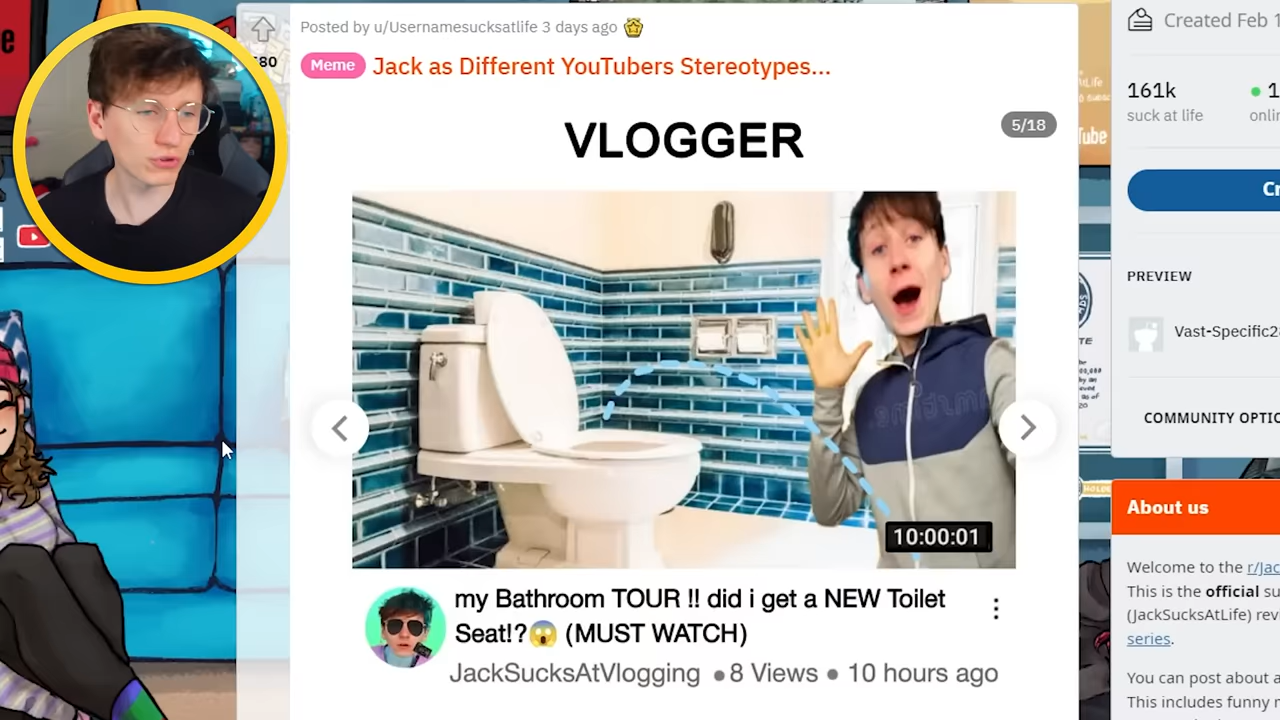 Posted by u/Usernamesucksatlife 3 days ago
Meme Jack as Different YouTubers Stereotypes...
VLOGGER
5/18
10:00:01
my Bathroom TOUR !! did i get a NEW Toilet
Seat!?😱 (MUST WATCH)
JackSucksAtVlogging ●8 Views ● 10 hours ago
Created Feb 1
161k
suck at life
PREVIEW
Vast-Specific2
COMMUNITY OPTIO
About us
Welcome to the r/Jac
This is the official su
(JackSucksAtLife) rev
series.
You can post about a
This includes funny r